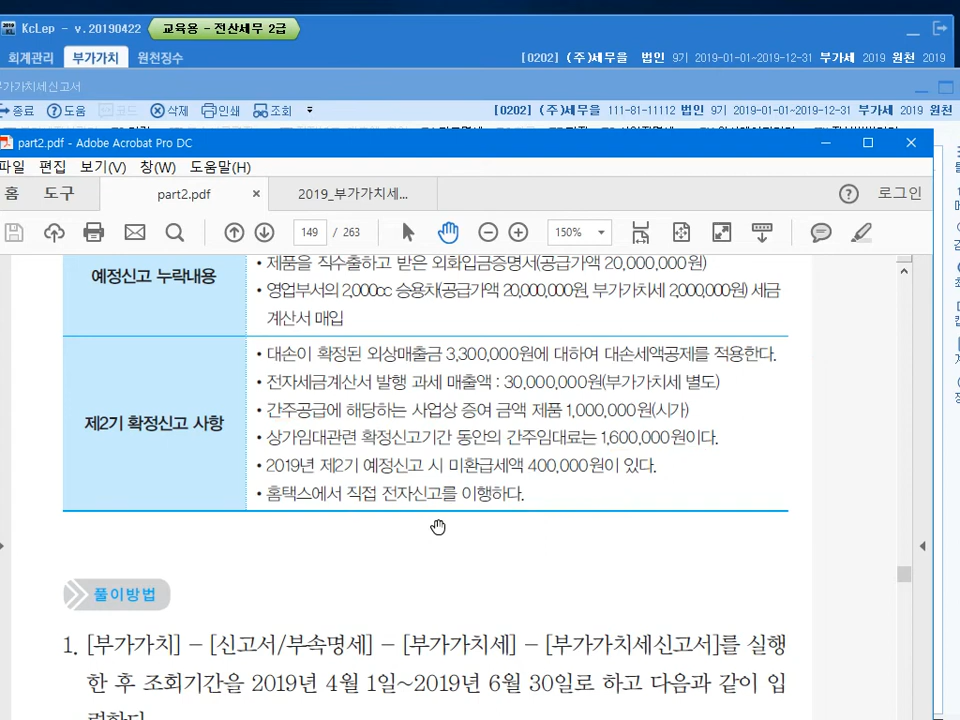 KcLep - v.20190422 교육용 - 전산세무 2급
회계관리 부가가치 원천징수 [0202] (주)세무을 법인 9기 2019-01-01~2019-12-31 부가세 2019 원천 2019
부가가치세신고서
종료 도움 코드 삭제 인쇄 조회 [0202] (주)세무을 111-81-11112 법인 9기 2019-01-01~2019-12-31 부가세 2019 원천
part2.pdf - Adobe Acrobat Pro DC
파일 편집 보기(V) 창(W) 도움말(H)
홈 도구 part2.pdf × 2019_부가가치세... 로그인
149 / 263 150%
예정신고 누락내용
• 제품을 직수출하고 받은 외화입금증명서(공급가액 20,000,000원)
• 영업부서의 2,000cc 승용차(공급가액 20,000,000원, 부가가치세 2,000,000원) 세금
계산서 매입
제2기 확정신고 사항
• 대손이 확정된 외상매출금 3,300,000원에 대하여 대손세액공제를 적용한다.
• 전자세금계산서 발행 과세 매출액 : 30,000,000원(부가가치세 별도)
• 간주공급에 해당하는 사업상 증여 금액 제품 1,000,000원(시가)
• 상가임대관련 확정신고기간 동안의 간주임대료는 1,600,000원이다.
• 2019년 제2기 예정신고 시 미환급세액 400,000원이 있다.
• 홈택스에서 직접 전자신고를 이행하다.
풀이방법
1. [부가가치] – [신고서/부속명세] – [부가가치세] – [부가가치세신고서]를 실행
한 후 조회기간을 2019년 4월 1일~2019년 6월 30일로 하고 다음과 같이 입
력한다